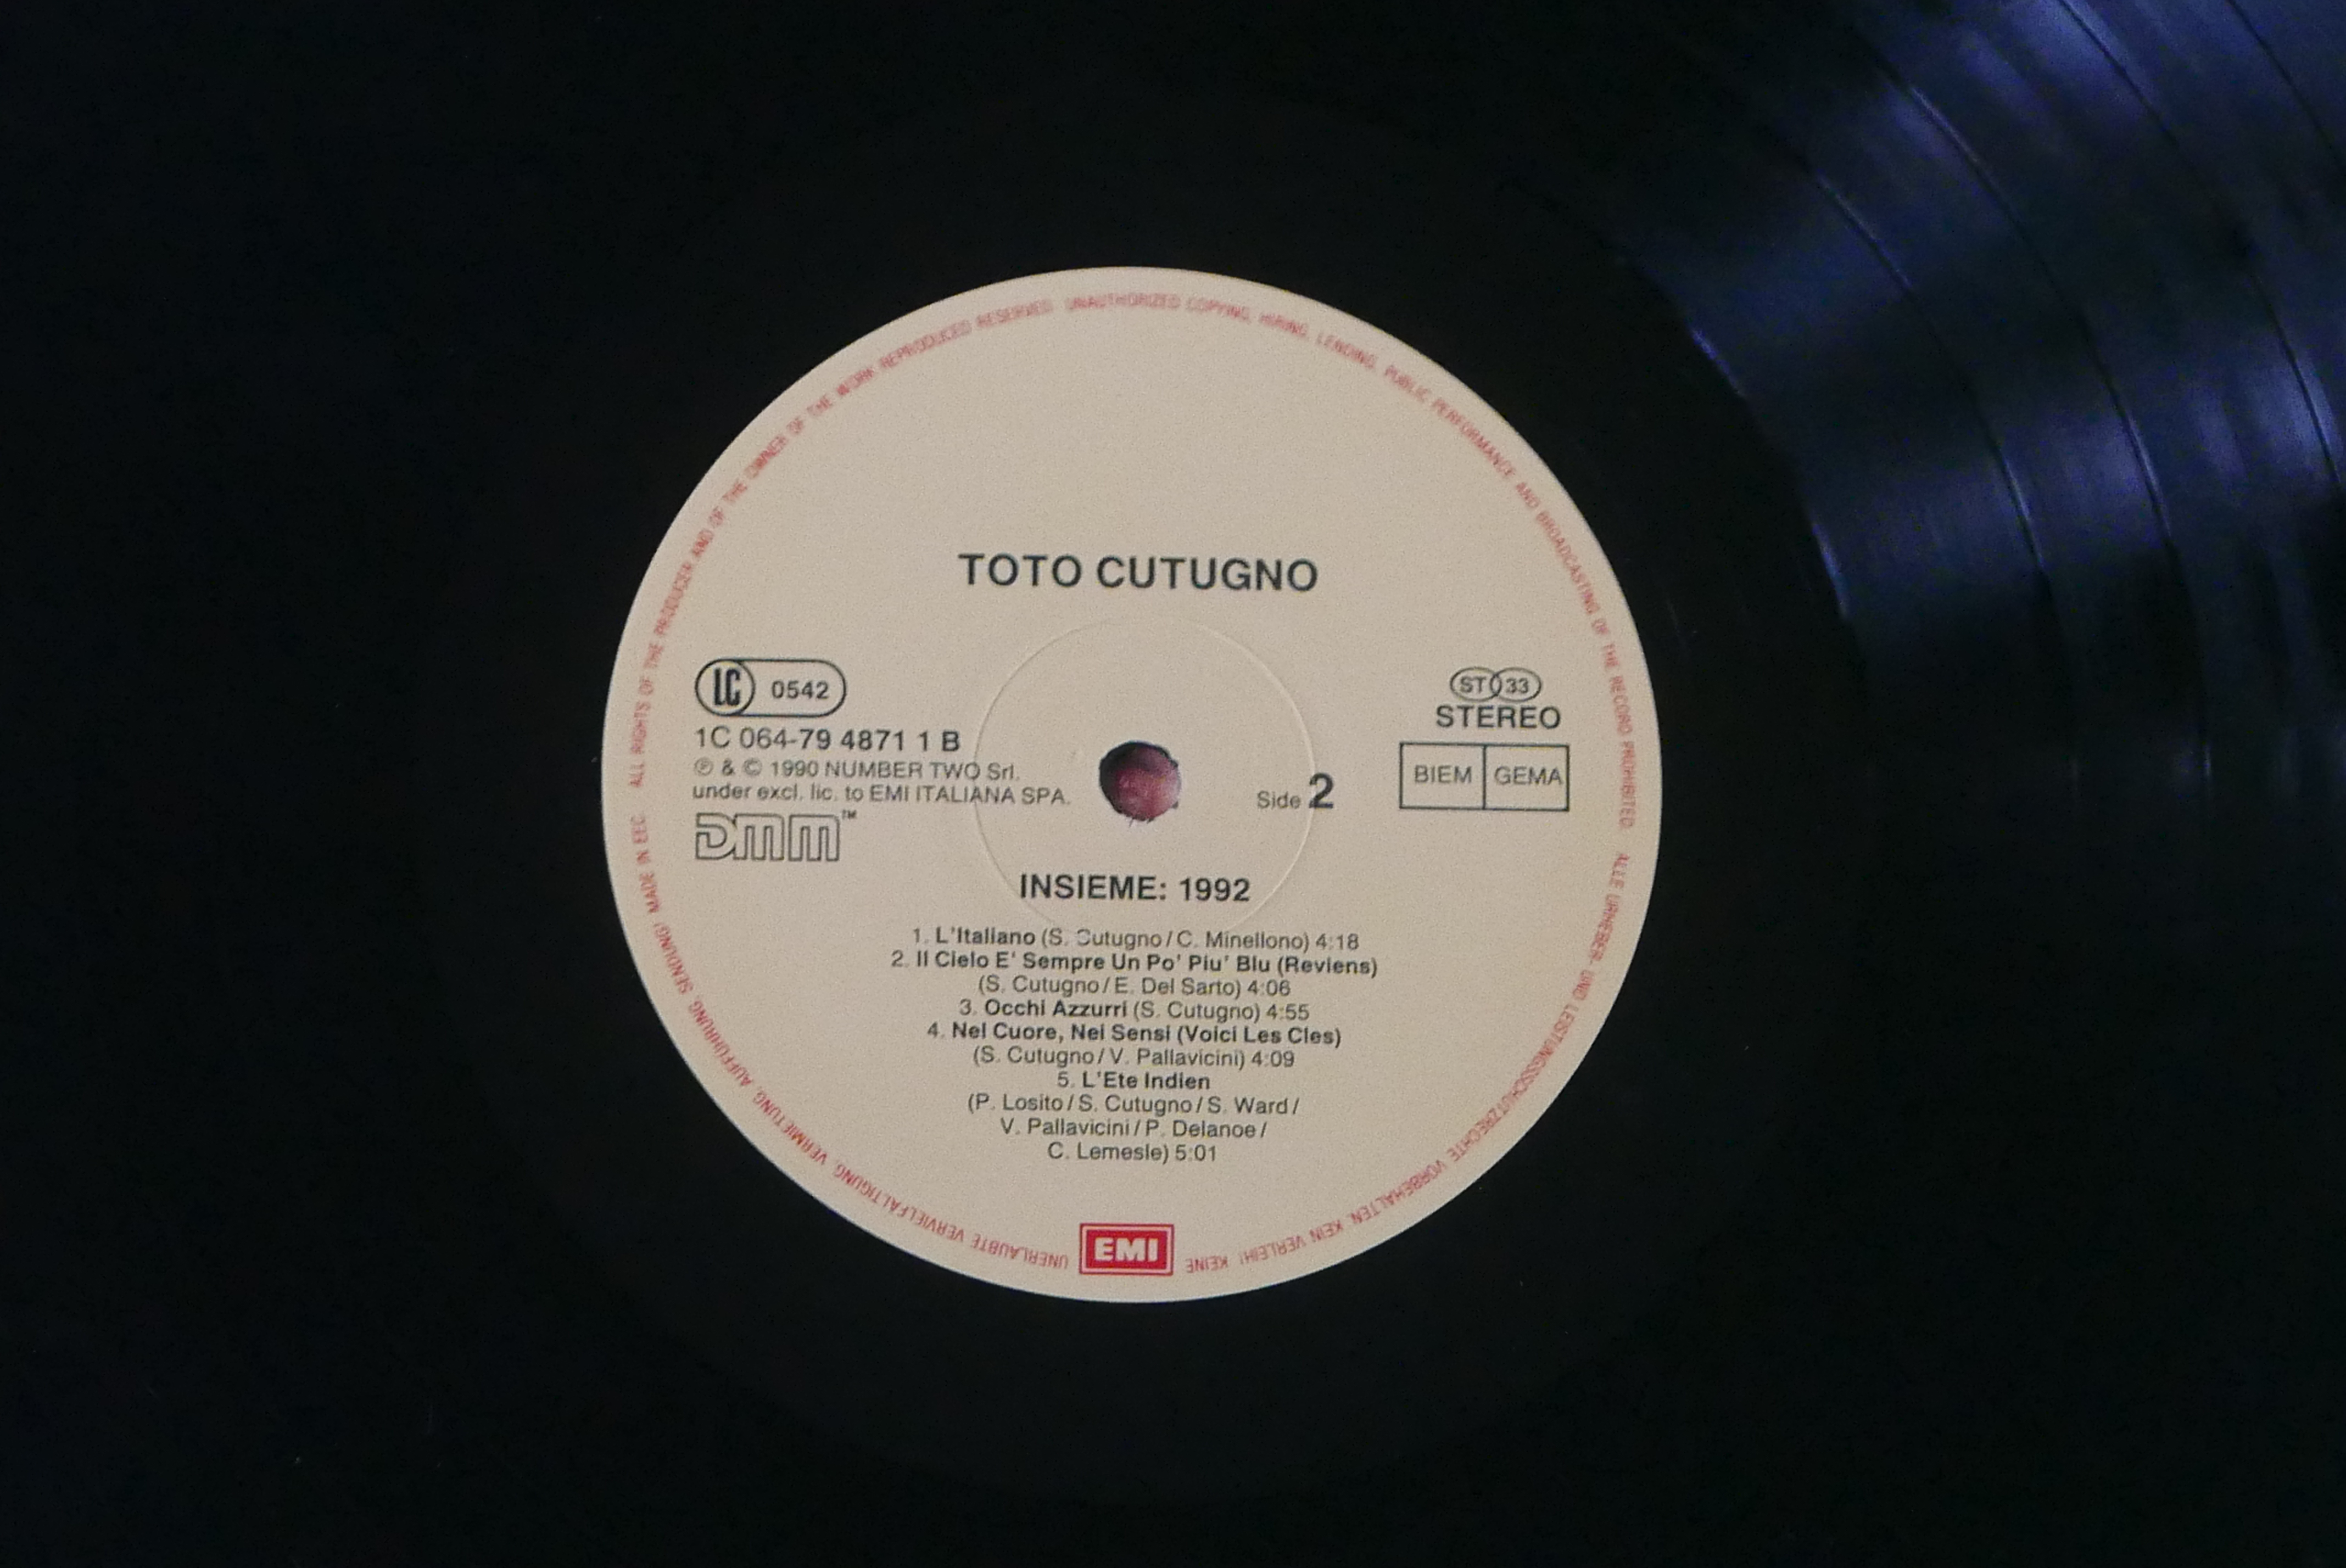 ALL RIGHTS OF THE PRODUCER AND OF THE OWNER OF THE WORK REPRODUCED RESERVED UNAUTHORIZED COPYING, HIRING, LENDING, PUBLIC PERFORMANCE AND BROADCASTING OF THE RECORD PROHIBITED.
ALLE URHEBER- UND LEISTUNGSSCHUTZRECHTE VORBEHALTEN. KEIN VERLEIH! KEINE
UNERLAUBTE VERVIELFÄLTIGUNG, VERMIETUNG, AUFFÜHRUNG, SENDUNG! MADE IN EEC
TOTO CUTUGNO
LC 0542
1C 064-79 4871 1 B
℗ & © 1990 NUMBER TWO Srl.
under excl. lic. to EMI ITALIANA SPA.
DMM™
ST 33
STEREO
BIEM GEMA
Side 2
INSIEME: 1992
1. L'Italiano (S. Cutugno/C. Minellono) 4:18
2. Il Cielo E' Sempre Un Po' Piu' Blu (Reviens)
(S. Cutugno/E. Del Sarto) 4:06
3. Occhi Azzurri (S. Cutugno) 4:55
4. Nel Cuore, Nei Sensi (Voici Les Cles)
(S. Cutugno/V. Pallavicini) 4:09
5. L'Ete Indien
(P. Losito/S. Cutugno/S. Ward/
V. Pallavicini/P. Delanoe/
C. Lemesle) 5:01
EMI